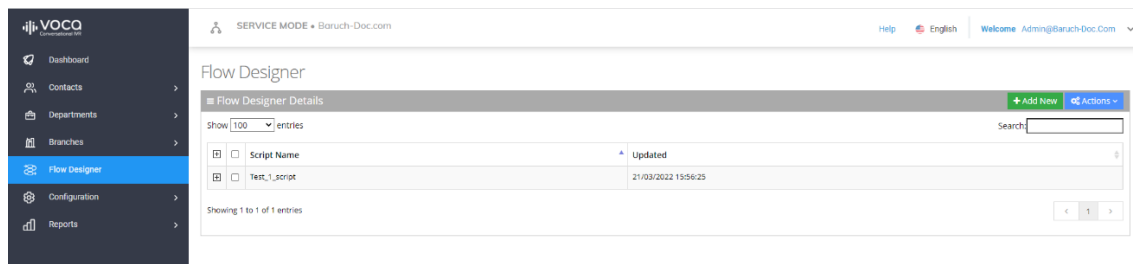 VOCA
Conversational IVR
SERVICE MODE • Baruch-Doc.com
Help
English
Welcome Admin@Baruch-Doc.Com
Dashboard
Contacts
Departments
Branches
Flow Designer
Configuration
Reports
Flow Designer
Flow Designer Details
Add New
Actions
Show 100 entries
Search:
Script Name Updated
Test_1_script 21/03/2022 15:56:25
Showing 1 to 1 of 1 entries
< 1 >